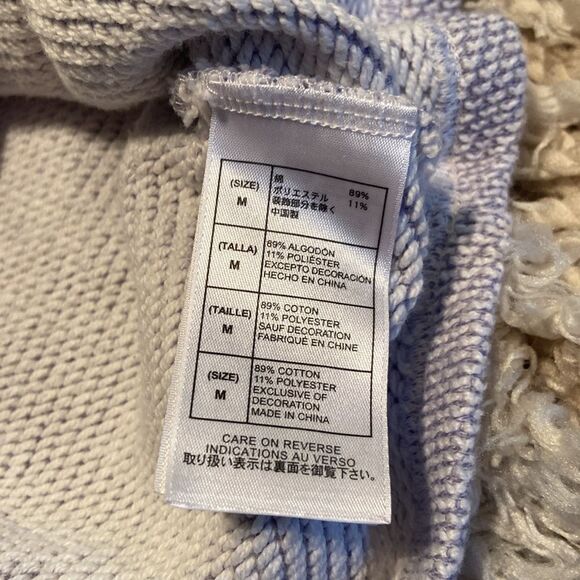 (SIZE)
M
綿 89%
ポリエステル 11%
装飾部分を除く
中国製
(TALLA)
M
89% ALGODÓN
11% POLIÉSTER
EXCEPTO DECORACIÓN
HECHO EN CHINA
(TAILLE)
M
89% COTON
11% POLYESTER
SAUF DECORATION
FABRIQUÉ EN CHINE
(SIZE)
M
89% COTTON
11% POLYESTER
EXCLUSIVE OF
DECORATION
MADE IN CHINA
CARE ON REVERSE
INDICATIONS AU VERSO
取り扱い表示は裏面を御覧下さい。